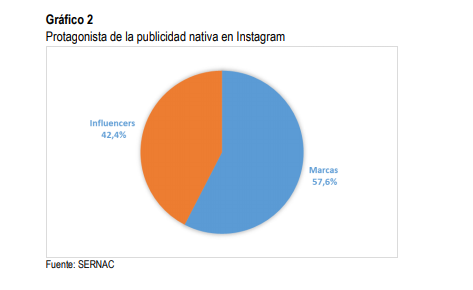 Gráfico 2
Protagonista de la publicidad nativa en Instagram
Influencers
42,4%
Marcas
57,6%
Fuente: SERNAC